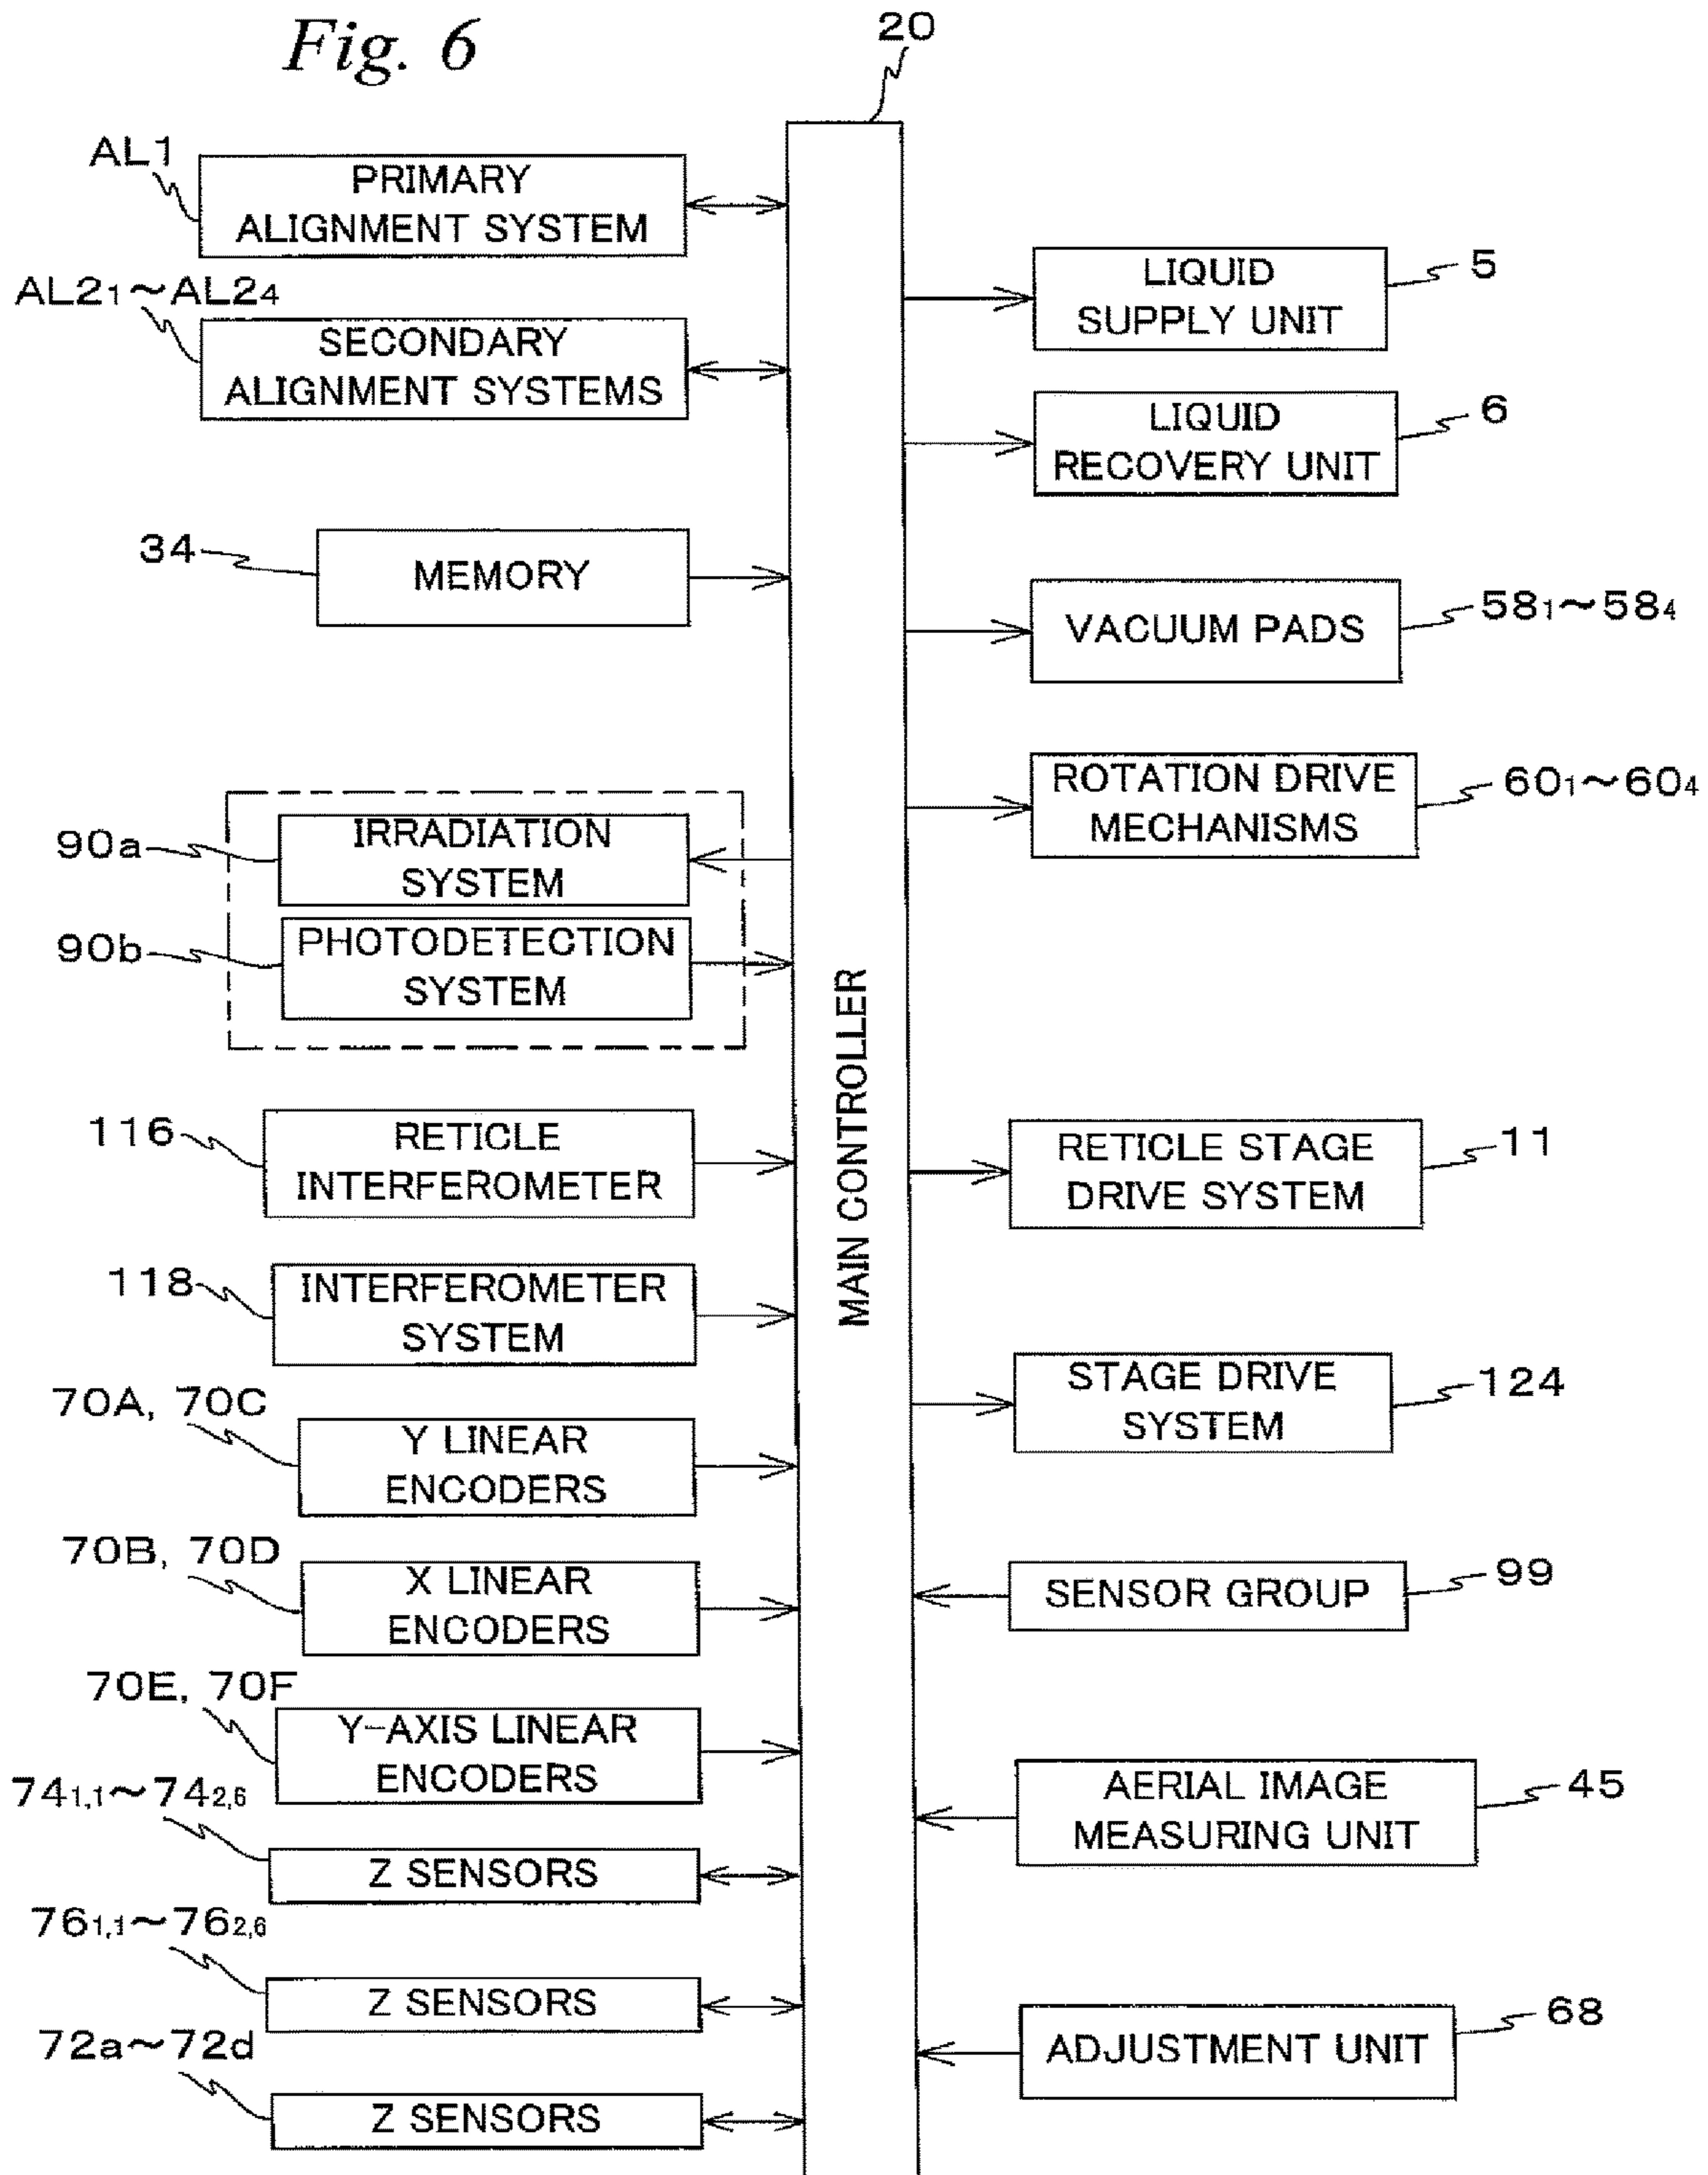 Fig. 6
20
AL1
PRIMARY
ALIGNMENT SYSTEM
AL21~AL24
SECONDARY
ALIGNMENT SYSTEMS
34
MEMORY
90a
IRRADIATION
SYSTEM
90b
PHOTODETECTION
SYSTEM
116
RETICLE
INTERFEROMETER
118
INTERFEROMETER
SYSTEM
70A, 70C
Y LINEAR
ENCODERS
70B, 70D
X LINEAR
ENCODERS
70E, 70F
Y-AXIS LINEAR
ENCODERS
741,1~742,6
Z SENSORS
761,1~762,6
Z SENSORS
72a~72d
Z SENSORS
MAIN CONTROLLER
LIQUID
SUPPLY UNIT
5
LIQUID
RECOVERY UNIT
6
VACUUM PADS
581~584
ROTATION DRIVE
MECHANISMS
601~604
RETICLE STAGE
DRIVE SYSTEM
11
STAGE DRIVE
SYSTEM
124
SENSOR GROUP
99
AERIAL IMAGE
MEASURING UNIT
45
ADJUSTMENT UNIT
68